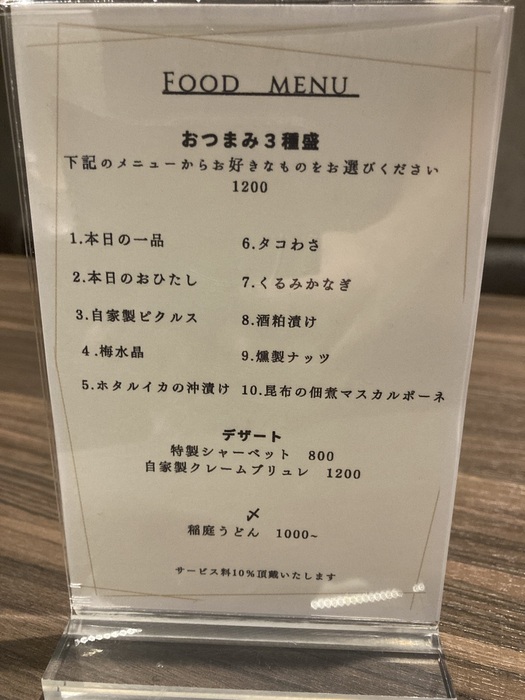 FOOD MENU
おつまみ３種盛
下記のメニューからお好きなものをお選びください
1200
1.本日の一品
2.本日のおひたし
3.自家製ピクルス
4.梅水晶
5.ホタルイカの沖漬け
6.タコわさ
7.くるみかなぎ
8.酒粕漬け
9.燻製ナッツ
10.昆布の佃煮マスカルポーネ
デザート
特製シャーベット 800
自家製クレームブリュレ 1200
〆
稲庭うどん 1000~
サービス料10%頂戴いたします